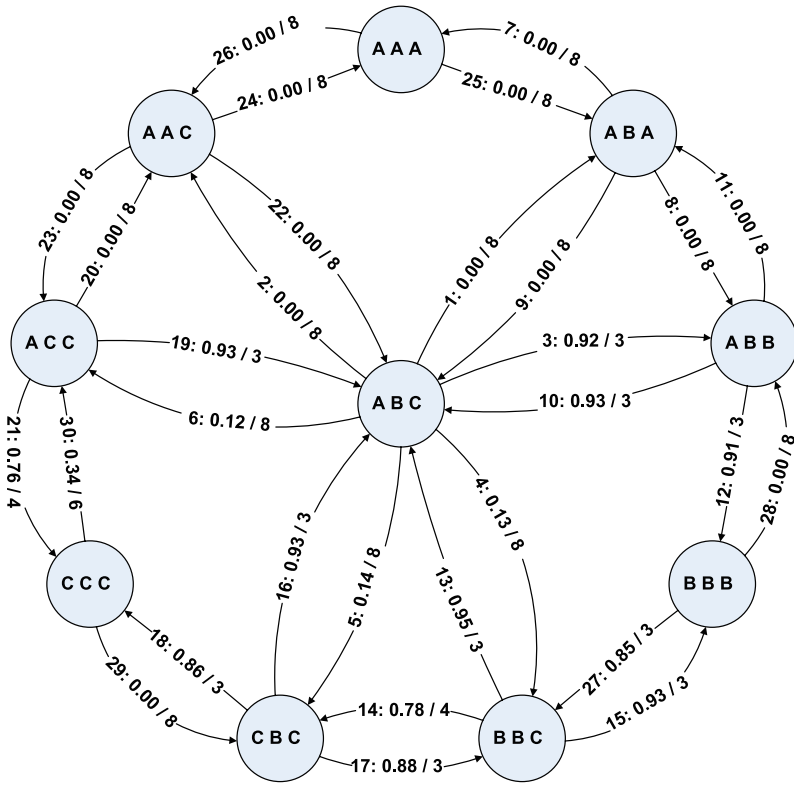 26: 0.00 / 8
7: 0.00 / 8
A A A
24: 0.00 / 8
25: 0.00 / 8
A A C
A B A
23: 0.00 / 8
20: 0.00 / 8
22: 0.00 / 8
2: 0.00 / 8
1: 0.00 / 8
9: 0.00 / 8
8: 0.00 / 8
11: 0.00 / 8
A C C
19: 0.93 / 3
3: 0.92 / 3
A B B
A B C
6: 0.12 / 8
10: 0.93 / 3
21: 0.76 / 4
30: 0.34 / 6
16: 0.93 / 3
5: 0.14 / 8
13: 0.95 / 3
4: 0.13 / 8
12: 0.91 / 3
28: 0.00 / 8
C C C
B B B
18: 0.86 / 3
29: 0.00 / 8
27: 0.85 / 3
15: 0.93 / 3
C B C
14: 0.78 / 4
B B C
17: 0.88 / 3